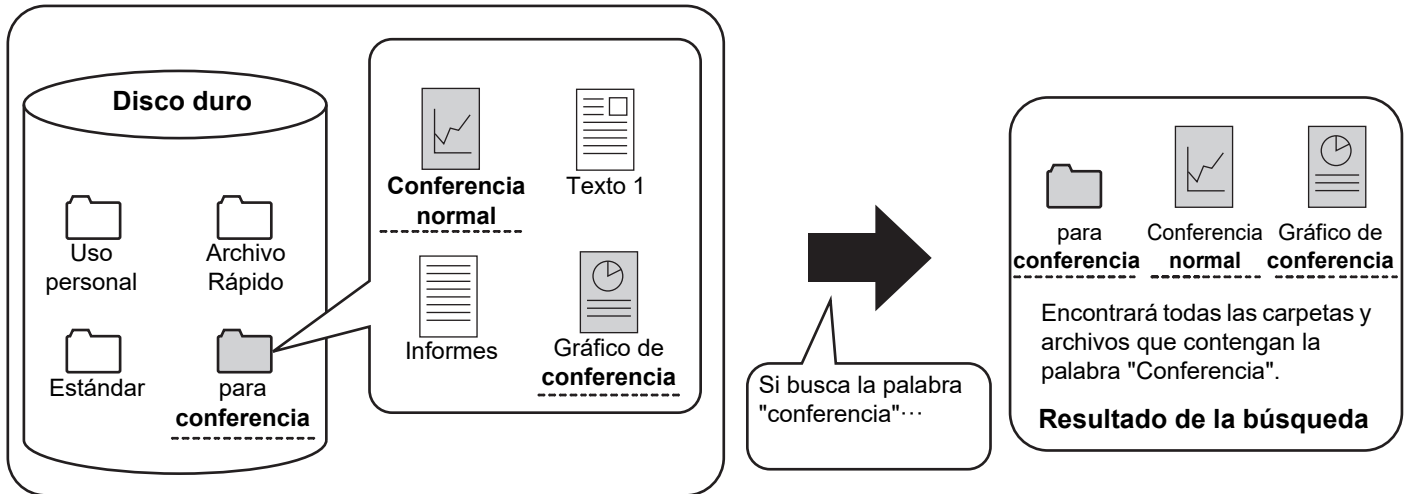 Disco duro
Uso
personal
Archivo
Rápido
Estándar
para
conferencia
Conferencia
normal
Texto 1
Informes
Gráfico de
conferencia
Si busca la palabra
"conferencia"···
para
conferencia
Conferencia
normal
Gráfico de
conferencia
Encontrará todas las carpetas y
archivos que contengan la
palabra "Conferencia".
Resultado de la búsqueda